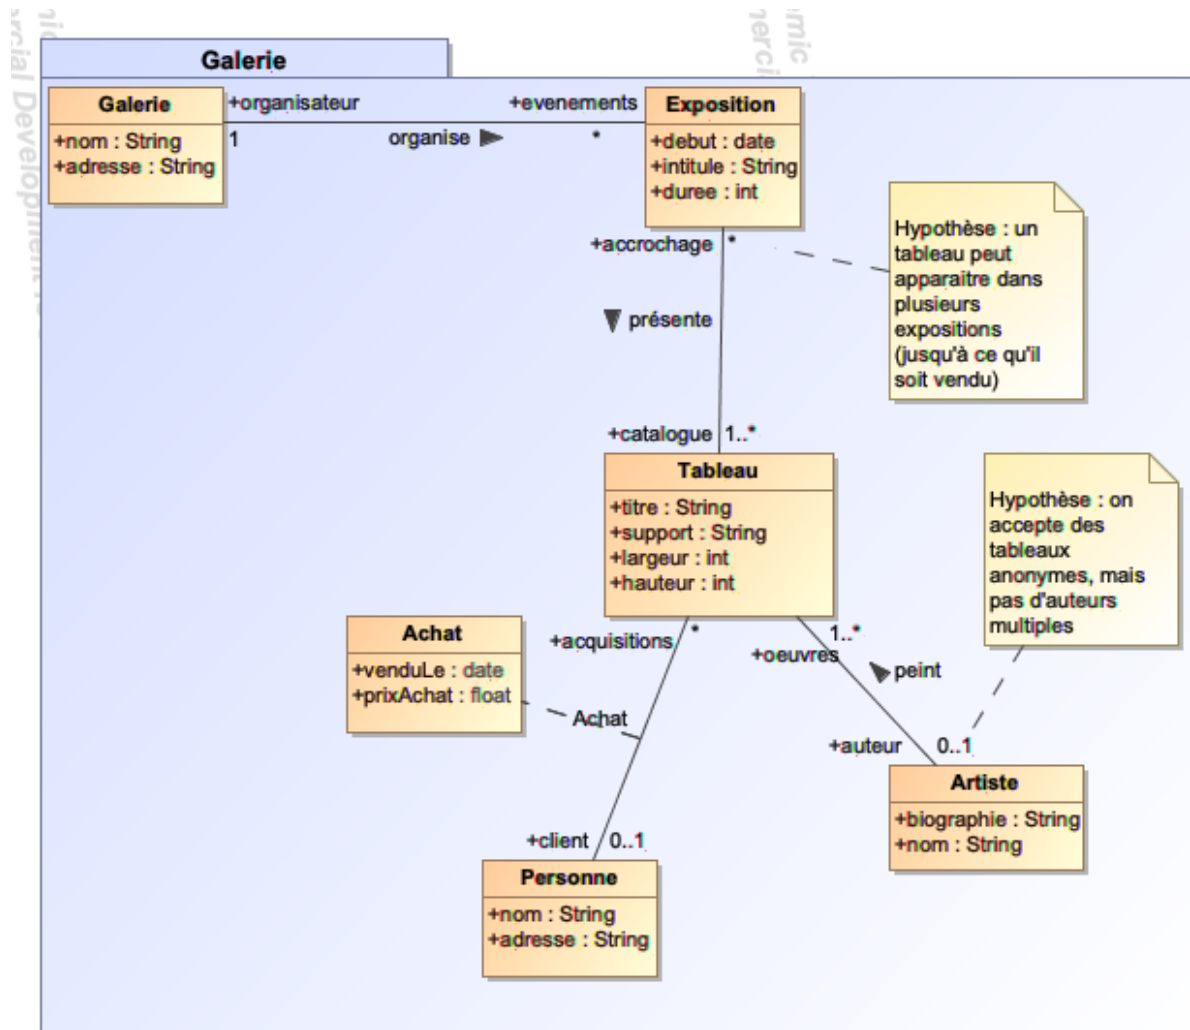 Galerie
Galerie
+nom : String
+adresse : String
+organisateur
1
organise
+evenements
*
Exposition
+debut : date
+intitule : String
+duree : int
+accrochage
*
Hypothèse : un
tableau peut
apparaitre dans
plusieurs
expositions
(jusqu'à ce qu'il
soit vendu)
présente
+catalogue
1..*
Tableau
+titre : String
+support : String
+largeur : int
+hauteur : int
Hypothèse : on
accepte des
tableaux
anonymes, mais
pas d'auteurs
multiples
Achat
+venduLe : date
+prixAchat : float
+acquisitions
*
1..*
+oeuvres
peint
Achat
+auteur
0..1
Artiste
+biographie : String
+nom : String
+client
0..1
Personne
+nom : String
+adresse : String
rcial Development